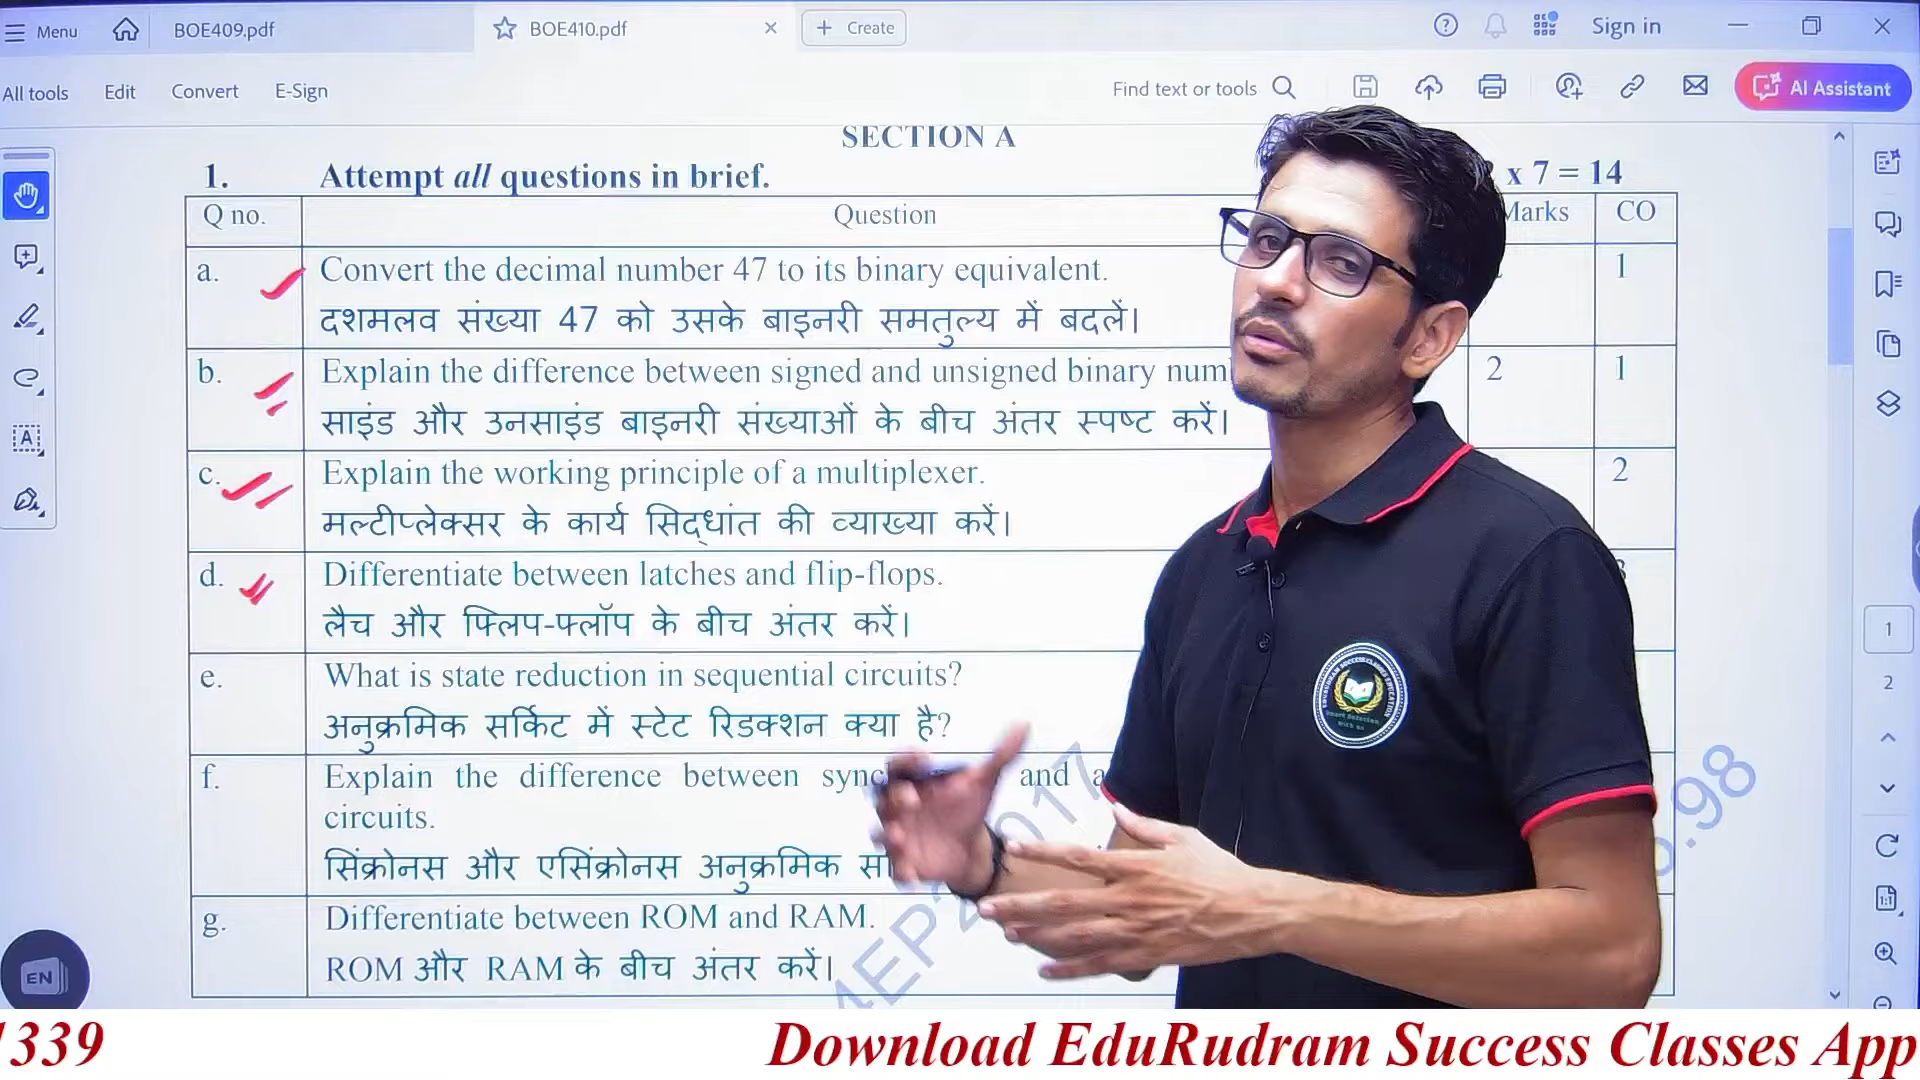 Menu
BOE409.pdf
BOE410.pdf
Create
Sign in
All tools
Edit
Convert
E-Sign
Find text or tools
AI Assistant
SECTION A
1. Attempt all questions in brief. x 7 = 14
Q no. Question Marks CO
a. Convert the decimal number 47 to its binary equivalent. 1
दशमलव संख्या 47 को उसके बाइनरी समतुल्य में बदलें।
b. Explain the difference between signed and unsigned binary num 2 1
साइंड और उनसाइंड बाइनरी संख्याओं के बीच अंतर स्पष्ट करें।
c. Explain the working principle of a multiplexer. 2
मल्टीप्लेक्सर के कार्य सिद्धांत की व्याख्या करें।
d. Differentiate between latches and flip-flops.
लैच और फ्लिप-फ्लॉप के बीच अंतर करें।
e. What is state reduction in sequential circuits?
अनुक्रमिक सर्किट में स्टेट रिडक्शन क्या है?
f. Explain the difference between and
circuits.
सिंक्रोनस और एसिंक्रोनस अनुक्रमिक
g. Differentiate between ROM and RAM.
ROM और RAM के बीच अंतर करें।
1
2
EN
1339
Download EduRudram Success Classes App